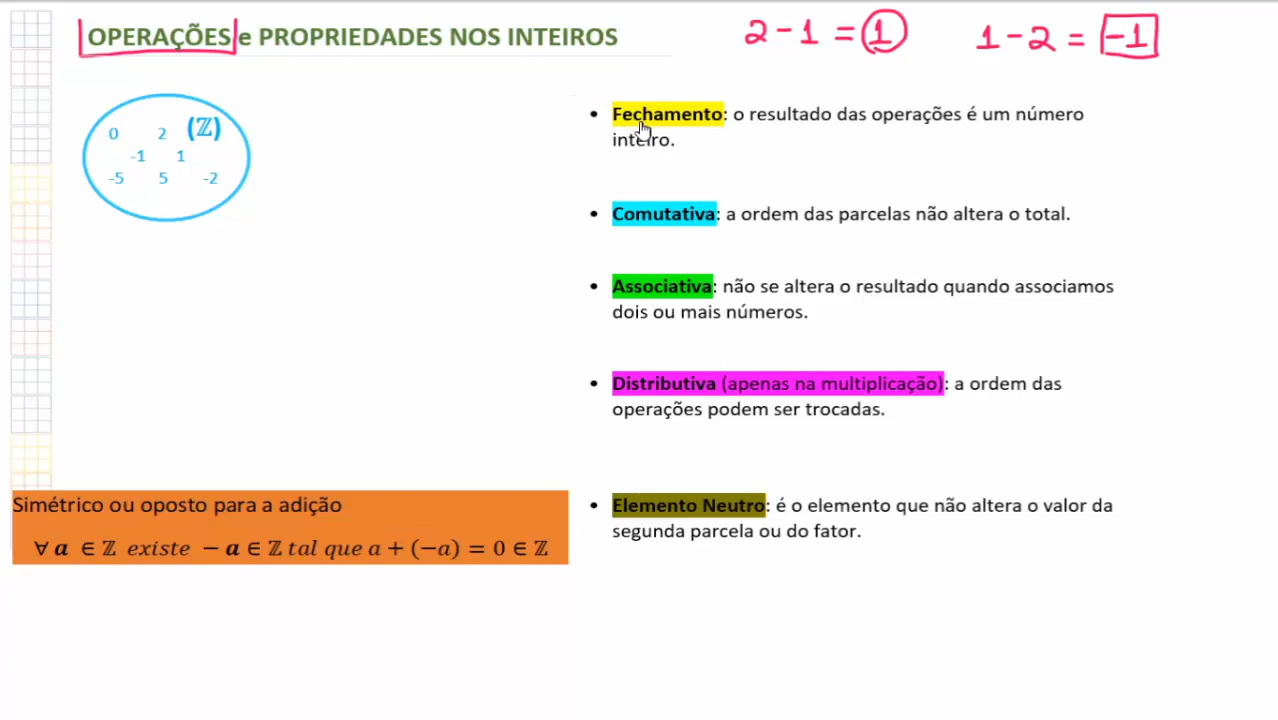 OPERAÇÕES e PROPRIEDADES NOS INTEIROS
2 - 1 = 1
1 - 2 = -1
0 2 (ℤ)
-1 1
-5 5 -2
• Fechamento: o resultado das operações é um número
inteiro.
• Comutativa: a ordem das parcelas não altera o total.
• Associativa: não se altera o resultado quando associamos
dois ou mais números.
• Distributiva (apenas na multiplicação): a ordem das
operações podem ser trocadas.
Simétrico ou oposto para a adição
∀ a ∈ ℤ existe − a ∈ ℤ tal que a + (−a) = 0 ∈ ℤ
• Elemento Neutro: é o elemento que não altera o valor da
segunda parcela ou do fator.